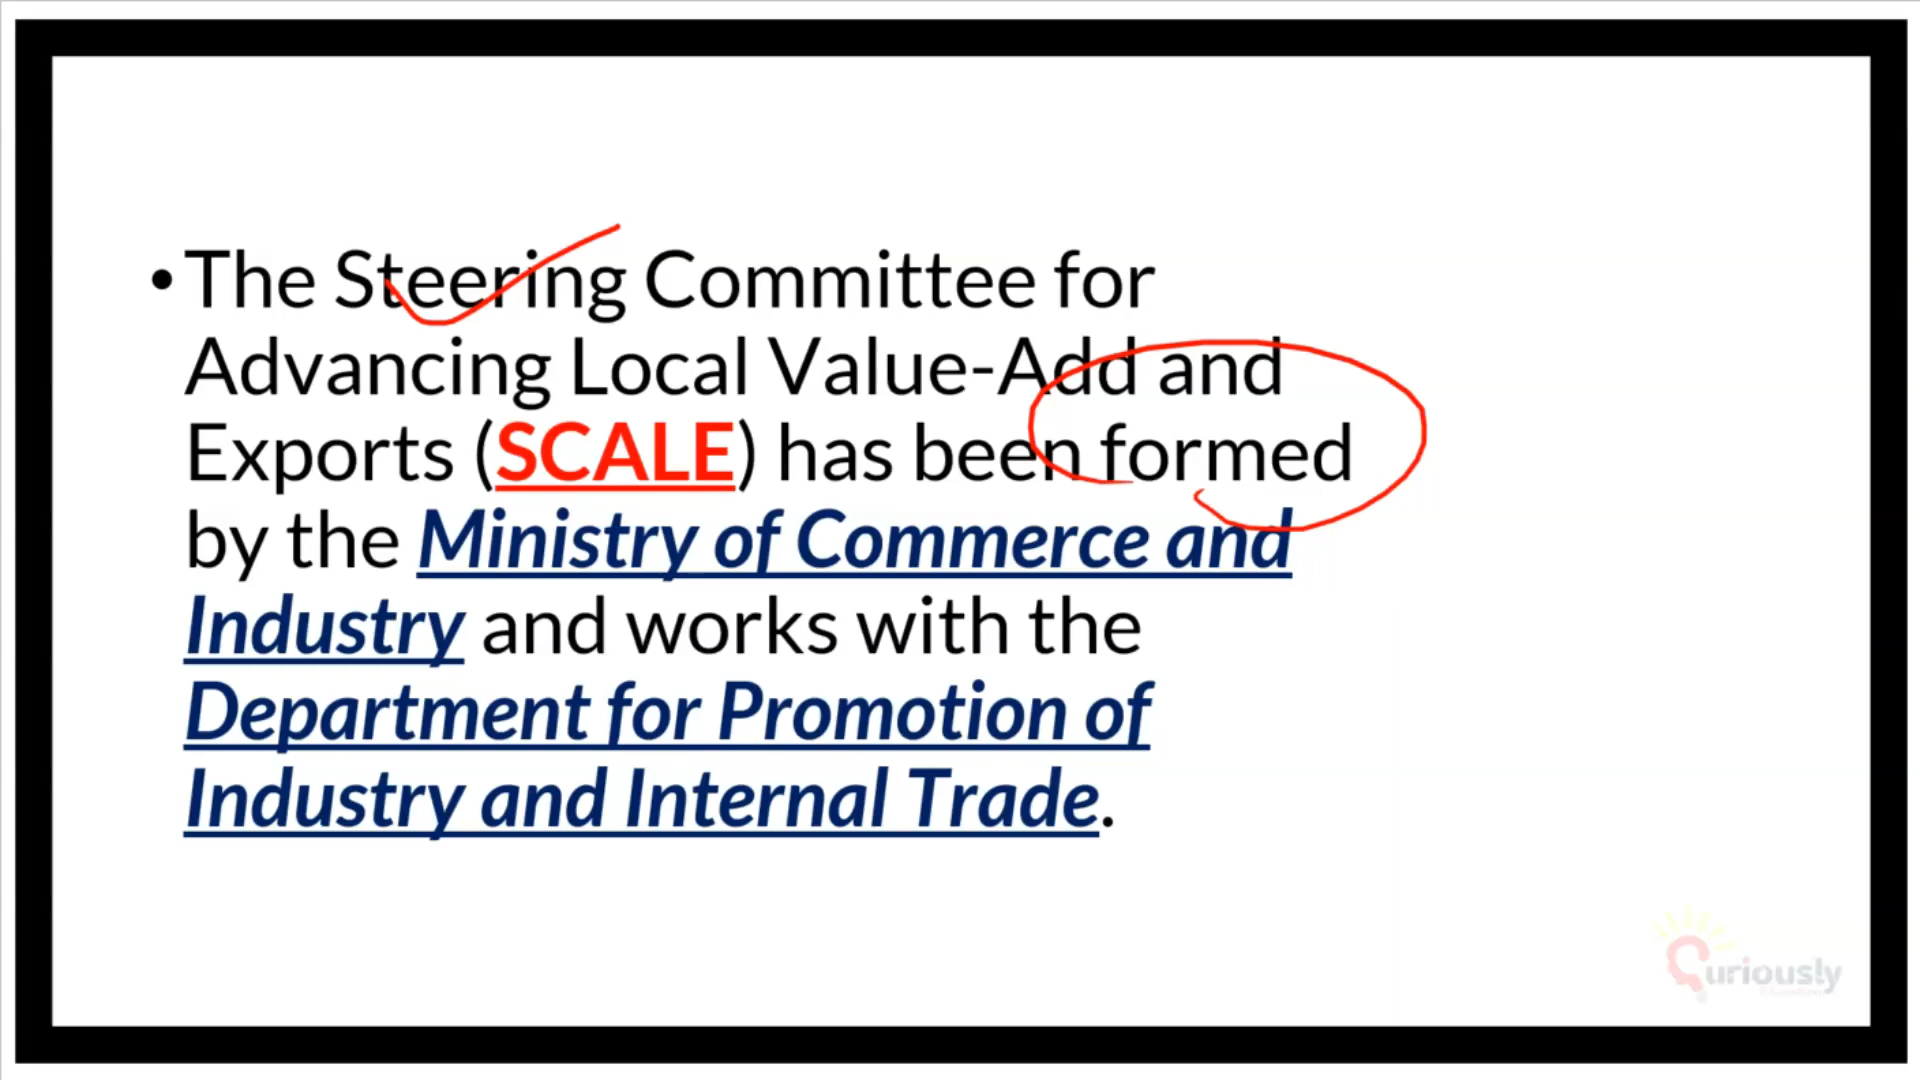 • The Steering Committee for
Advancing Local Value-Add and
Exports (SCALE) has been formed
by the Ministry of Commerce and
Industry and works with the
Department for Promotion of
Industry and Internal Trade.
Curiously